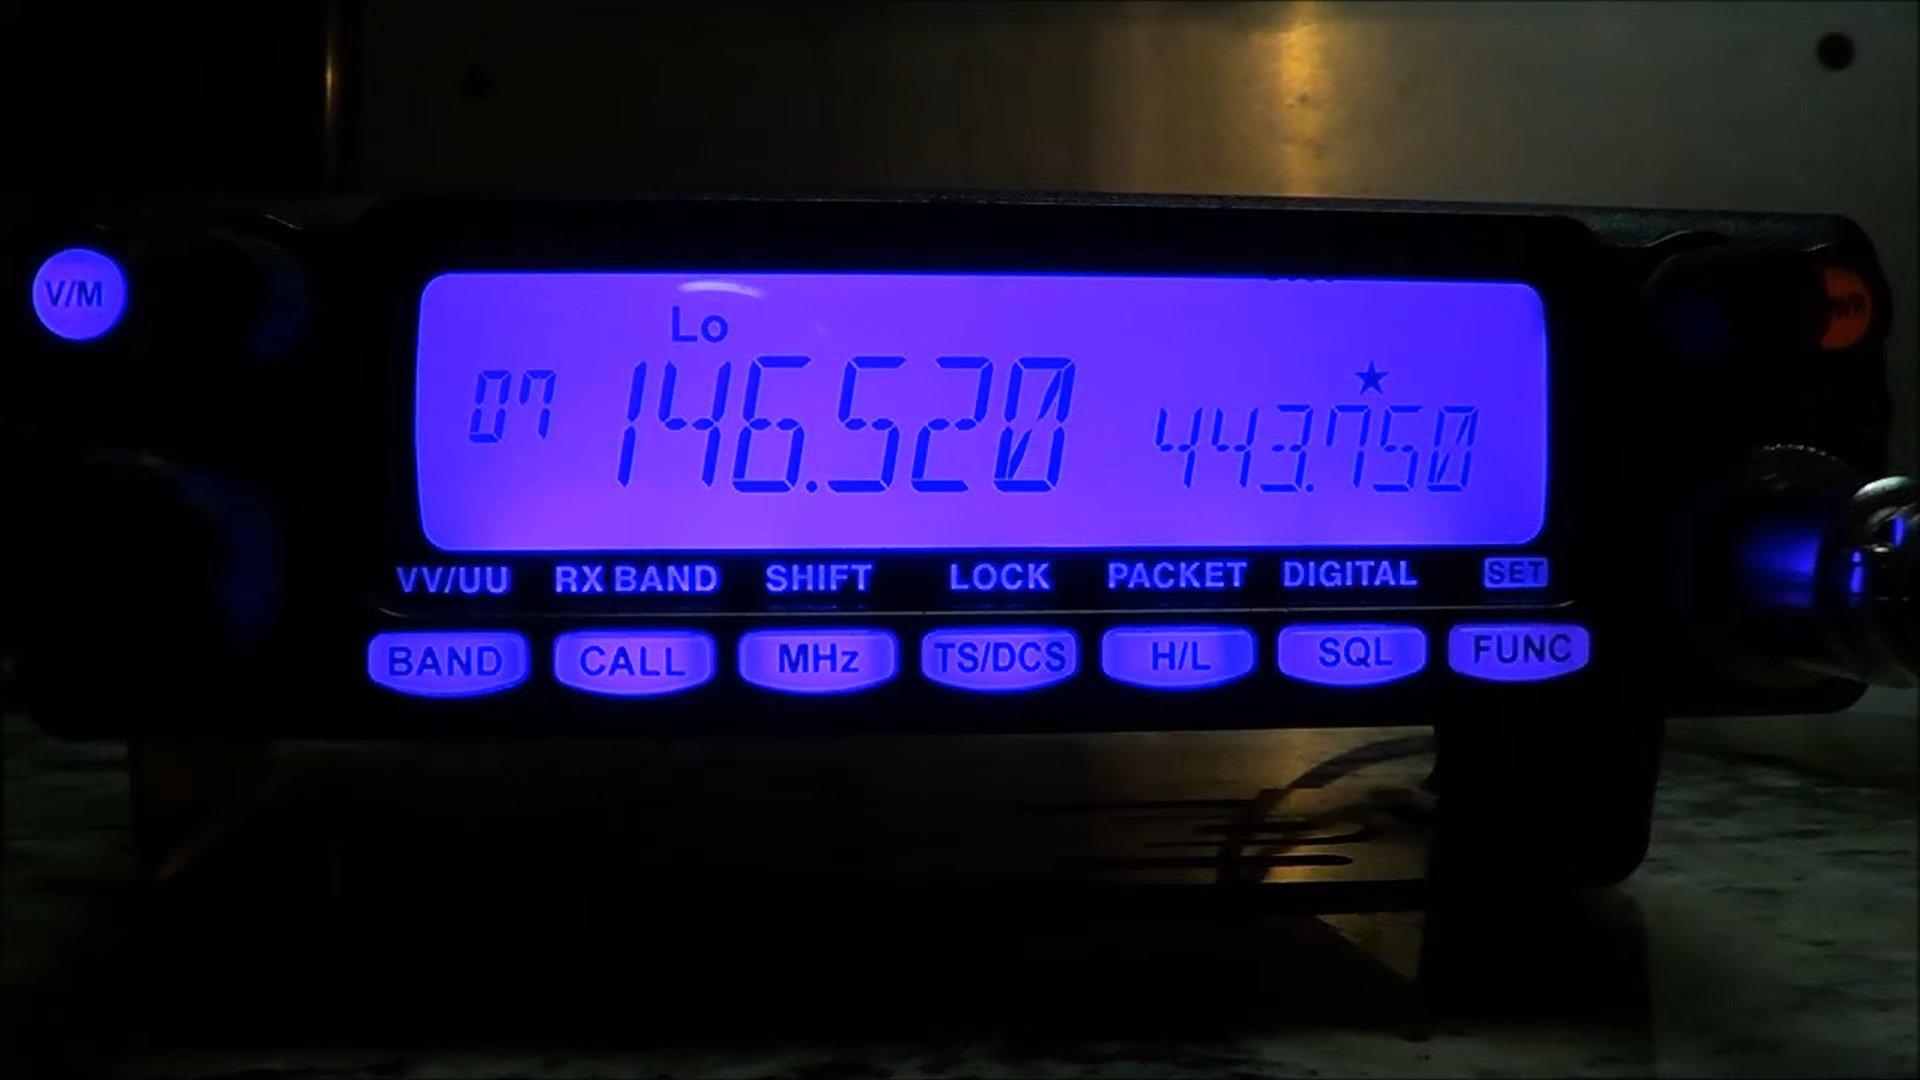 V/M
Lo
07 146.520 443.750
VV/UU RX BAND SHIFT LOCK PACKET DIGITAL SET
BAND CALL MHz TS/DCS H/L SQL FUNC